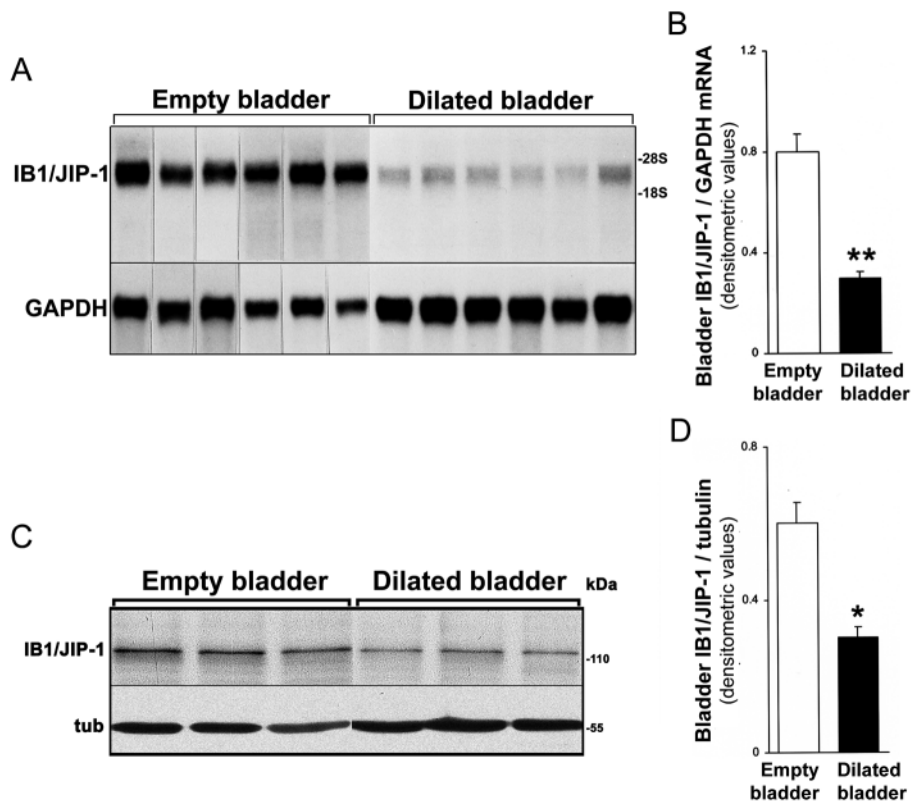 A
Empty bladder Dilated bladder
IB1/JIP-1
-28S
-18S
GAPDH
B
Bladder IB1/JIP-1 / GAPDH mRNA
(densitometric values)
1.2
0.8
0.4
0
**
Empty bladder
Dilated bladder
C
Empty bladder Dilated bladder kDa
IB1/JIP-1
-110
tub
-55
D
Bladder IB1/JIP-1 / tubulin
(densitometric values)
0.8
0.4
0
*
Empty bladder
Dilated bladder